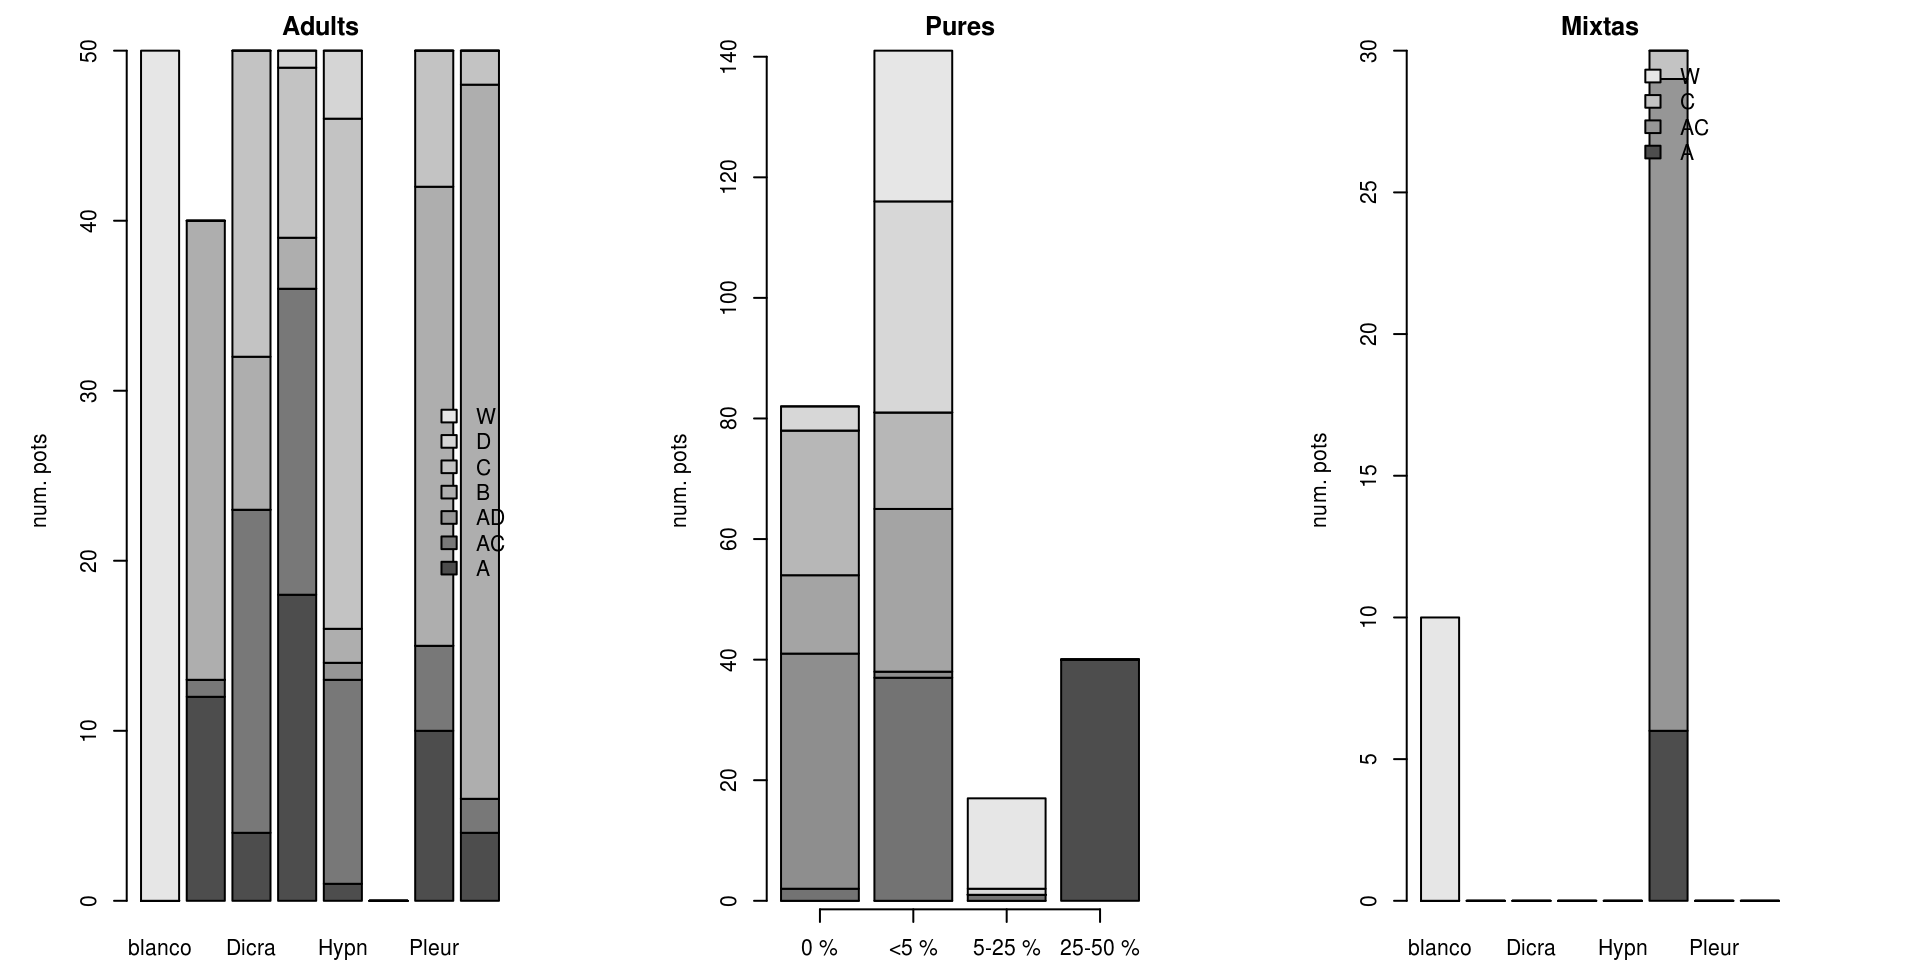 Adults
50
40
30
20
10
0
num. pots
W
D
C
B
AD
AC
A
blanco Dicra Hypn Pleur
Pures
140
120
100
80
60
40
20
0
num. pots
0 % <5 % 5-25 % 25-50 %
Mixtas
30
25
20
15
10
5
0
num. pots
W
C
AC
A
blanco Dicra Hypn Pleur